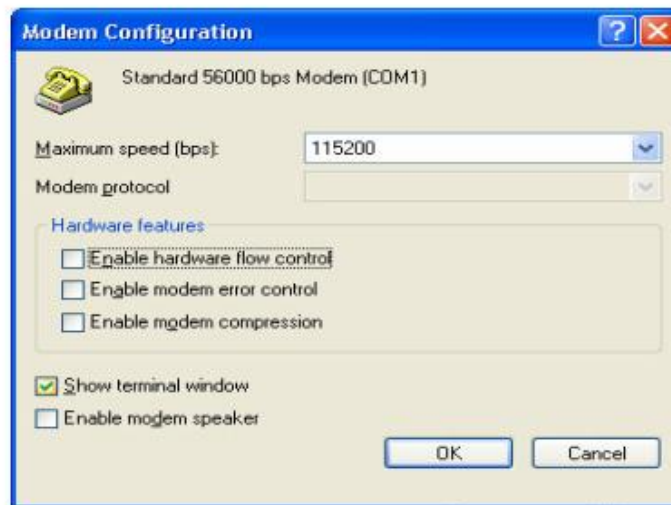 Modem Configuration
Standard 56000 bps Modem (COM1)
Maximum speed (bps): 115200
Modem protocol
Hardware features
Enable hardware flow control
Enable modem error control
Enable modem compression
Show terminal window
Enable modem speaker
OK Cancel